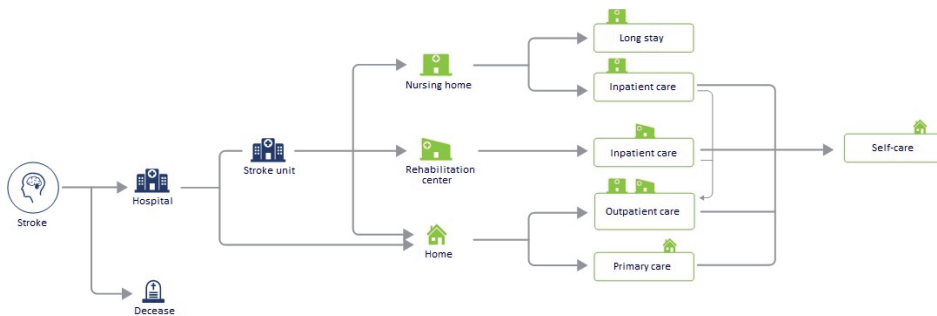 Stroke
Hospital
Decease
Stroke unit
Nursing home
Rehabilitation
center
Home
Long stay
Inpatient care
Inpatient care
Outpatient care
Primary care
Self-care